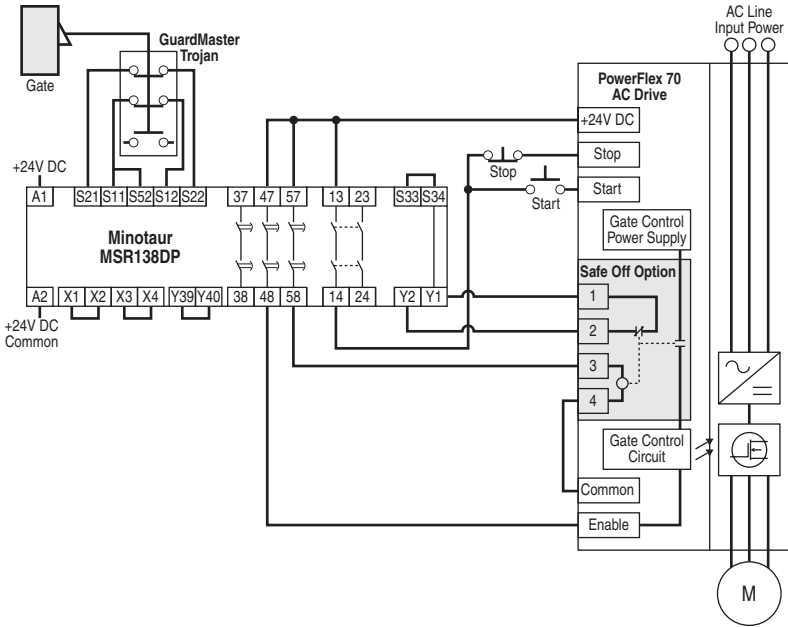 AC Line
Input Power
Gate
GuardMaster
Trojan
PowerFlex 70
AC Drive
+24V DC
Stop
Start
Stop
Start
+24V DC
A1 S21 S11 S52 S12 S22 37 47 57 13 23 S33 S34
Minotaur
MSR138DP
A2 X1 X2 X3 X4 Y39 Y40 38 48 58 14 24 Y2 Y1
+24V DC
Common
Gate Control
Power Supply
Safe Off Option
1
2
3
4
Gate Control
Circuit
Common
Enable
M